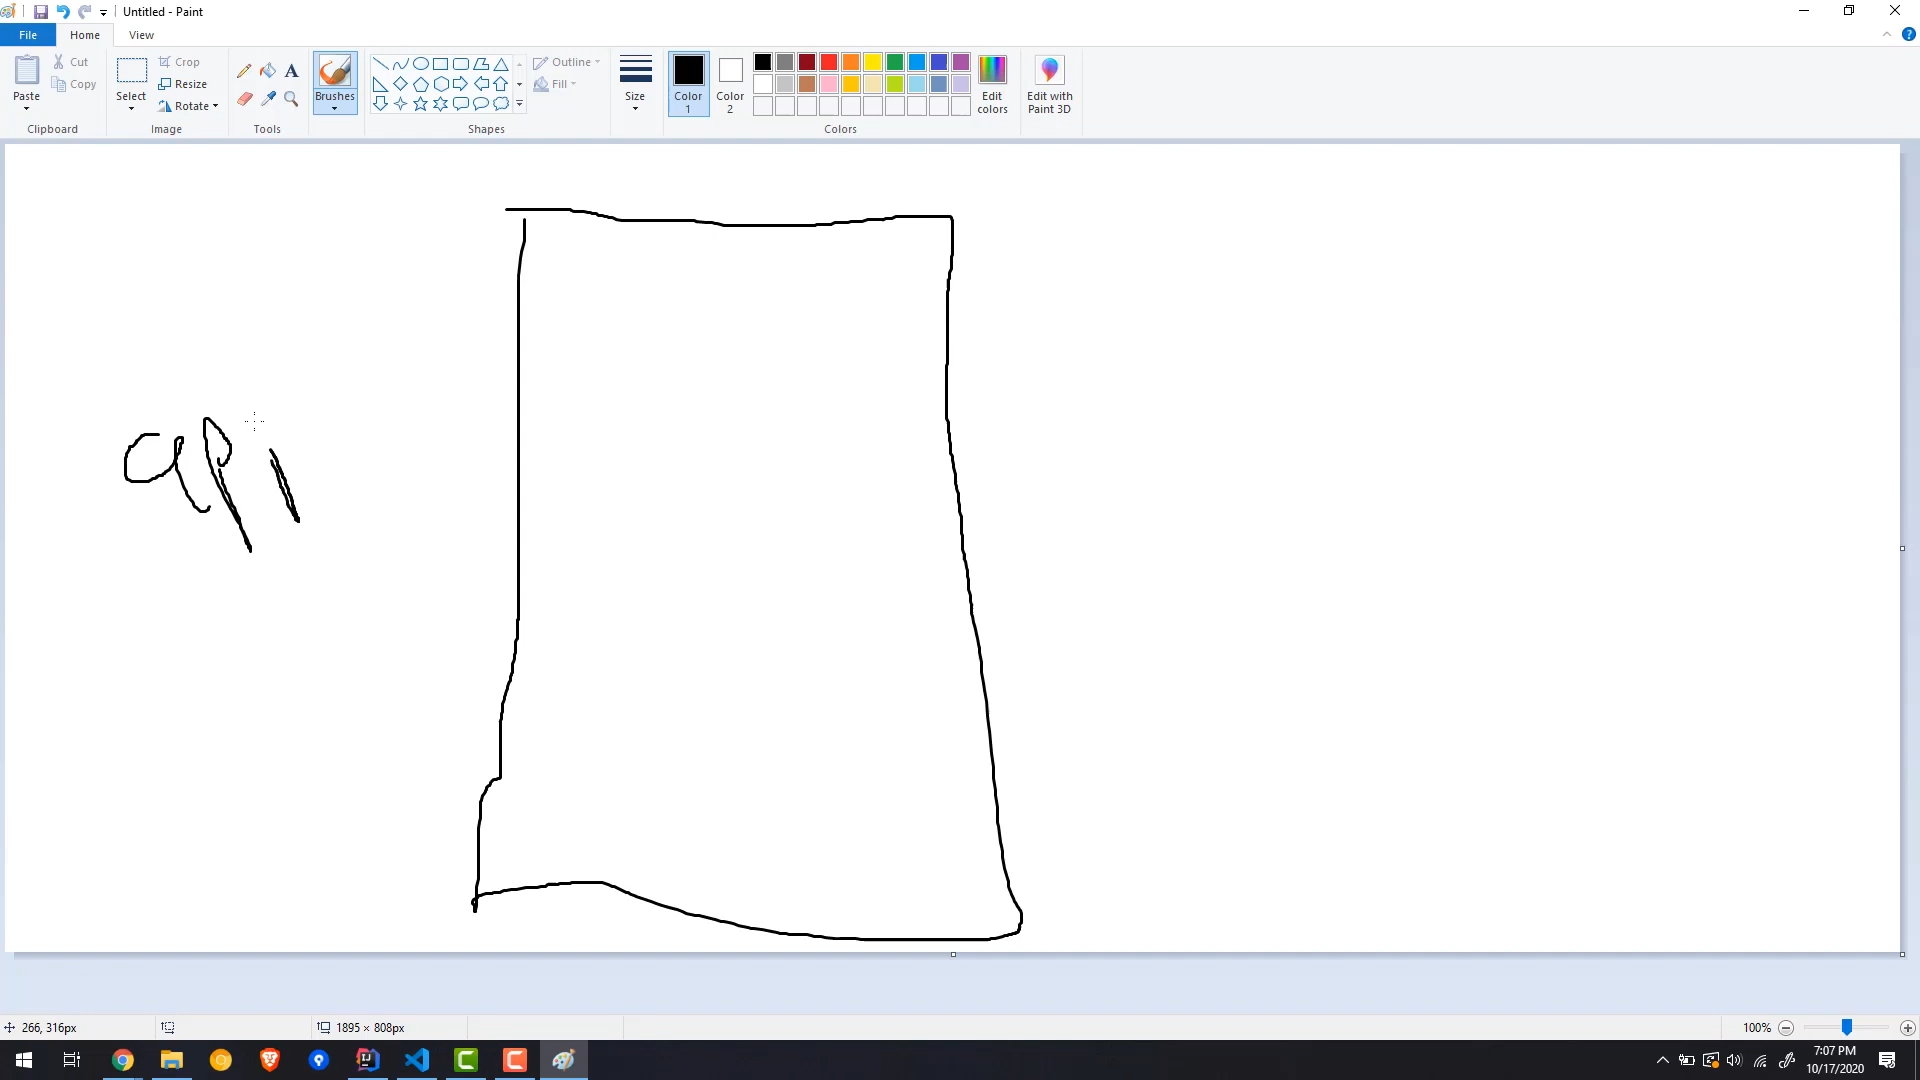 Untitled - Paint
File Home View
Paste Cut Copy Clipboard
Select Crop Resize Rotate Image
Tools
Brushes
Shapes Outline Fill
Size
Color 1
Color 2
Colors
Edit colors
Edit with Paint 3D
api
266, 316px
1895 × 808px
100%
7:07 PM
10/17/2020